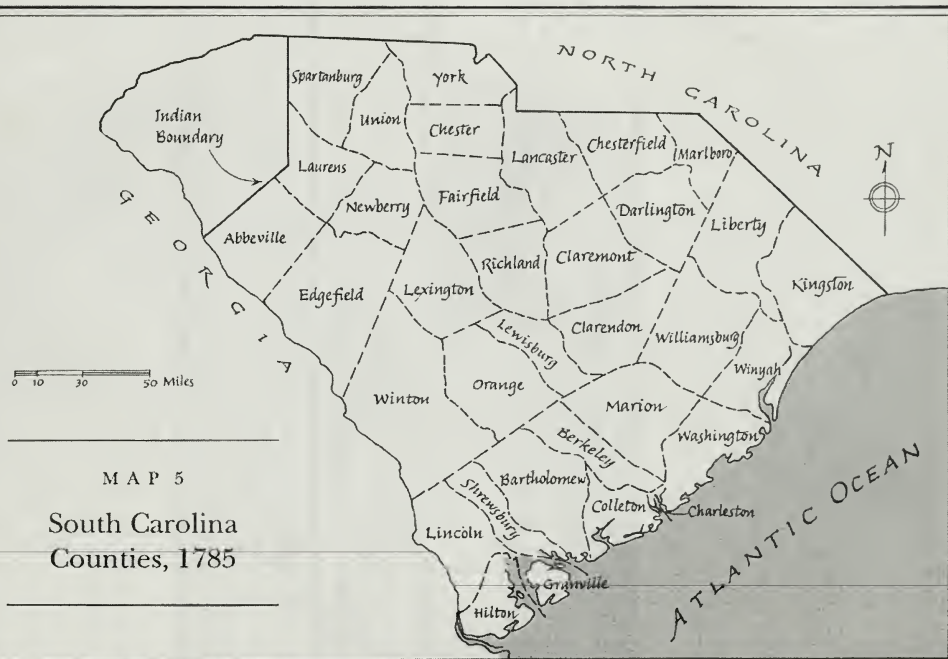 NORTH CAROLINA
Spartanburg
York
Union
Indian
Boundary
Chester
Chesterfield
Marlboro
Lancaster
N
Laurens
GEORGIA
Newberry
Fairfield
Darlington
Liberty
Abbeville
Richland
Claremont
Edgefield
Lexington
Kingston
Lewisburg
Clarendon
Williamsburg
0 10 30 50 Miles
Winyah
Winton
Orange
Marion
Washington
Berkeley
MAP 5
South Carolina
Counties, 1785
Bartholomew
Shrewsbury
Colleton
Charleston
Lincoln
ATLANTIC OCEAN
Granville
Hilton